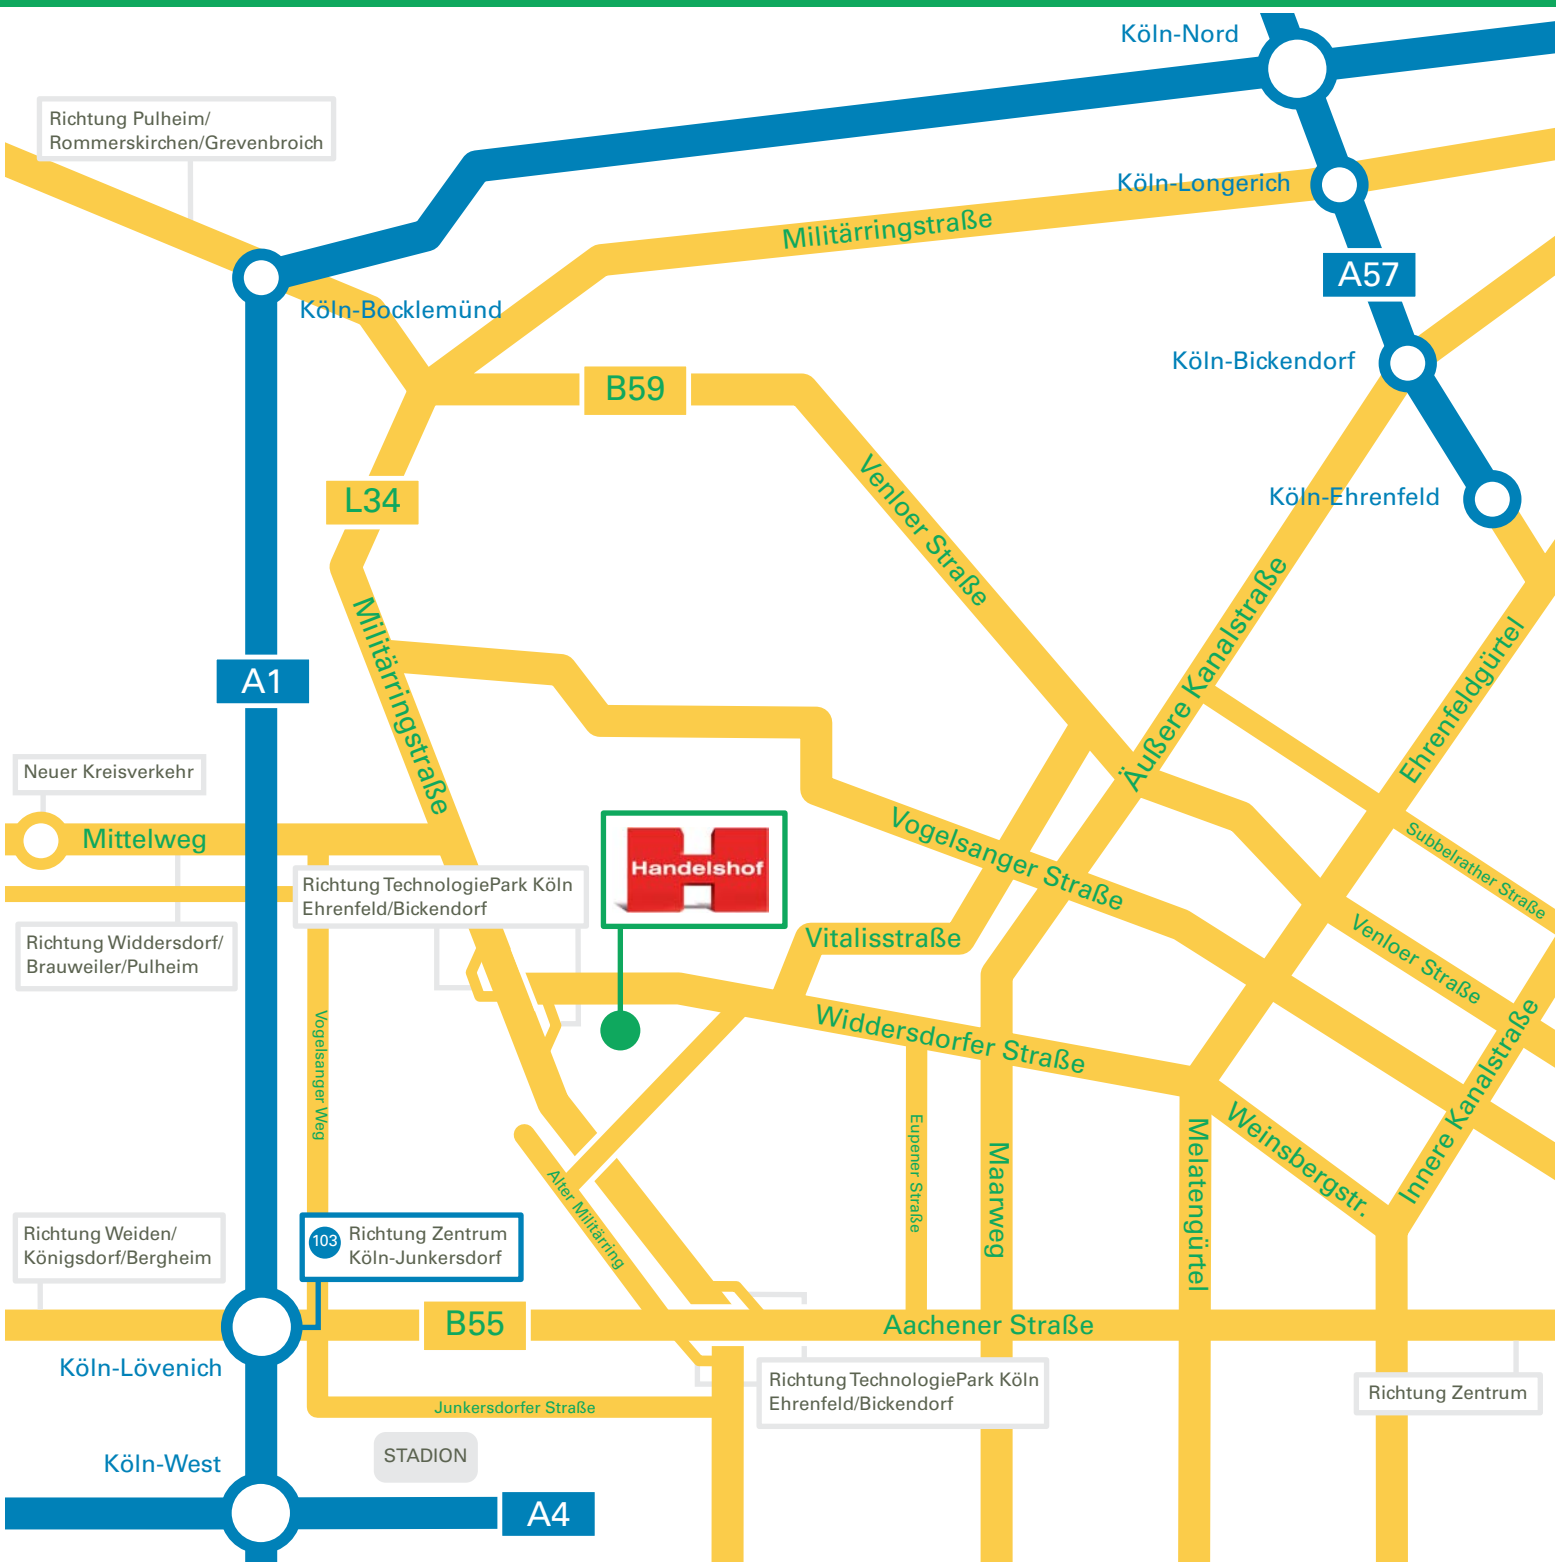 Köln-Nord
Richtung Pulheim/
Rommerskirchen/Grevenbroich
Köln-Longerich
Militärringstraße
A57
Köln-Bocklemünd
Köln-Bickendorf
B59
L34
Venloer Straße
Köln-Ehrenfeld
Militärringstraße
Äußere Kanalstraße
Ehrenfeldgürtel
A1
Neuer Kreisverkehr
Mittelweg
Handelshof
Vogelsanger Straße
Subbelrather Straße
Richtung TechnologiePark Köln
Ehrenfeld/Bickendorf
Richtung Widdersdorf/
Brauweiler/Pulheim
Vitalisstraße
Venloer Straße
Vogelsanger Weg
Widdersdorfer Straße
Innere Kanalstraße
Eupener Straße
Maarweg
Melatengürtel
Weinsbergstr.
Alter Militärring
Richtung Weiden/
Königsdorf/Bergheim
103
Richtung Zentrum
Köln-Junkersdorf
B55
Aachener Straße
Köln-Lövenich
Richtung TechnologiePark Köln
Ehrenfeld/Bickendorf
Richtung Zentrum
Junkersdorfer Straße
STADION
Köln-West
A4